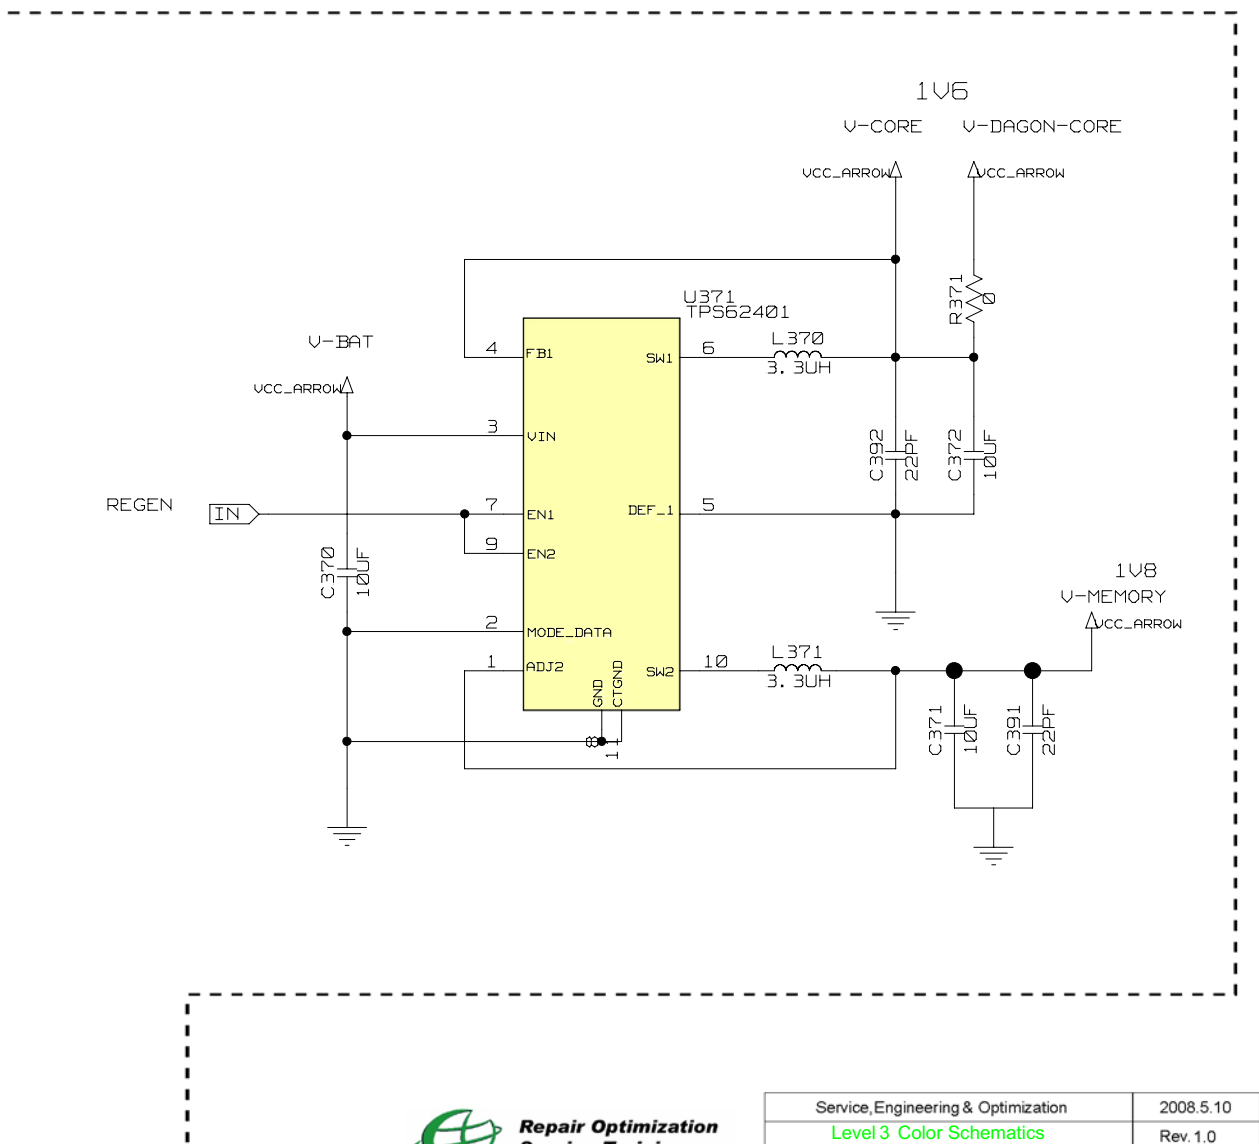 1V6
V-CORE V-DAGON-CORE
VCC_ARROW VCC_ARROW
R371
0
U371
TPS62401
V-BAT
VCC_ARROW
4 FB1
SW1 6
L370
3.3UH
3 VIN
C392
22PF
C372
10UF
REGEN IN
7 EN1
DEF_1 5
9 EN2
C370
10UF
1V8
V-MEMORY
VCC_ARROW
2 MODE_DATA
1 ADJ2
SW2 10
L371
3.3UH
GND
CTGND
8
11
C371
10UF
C391
22PF
Service,Engineering & Optimization 2008.5.10
Repair Optimization
Level 3 Color Schematics Rev. 1.0